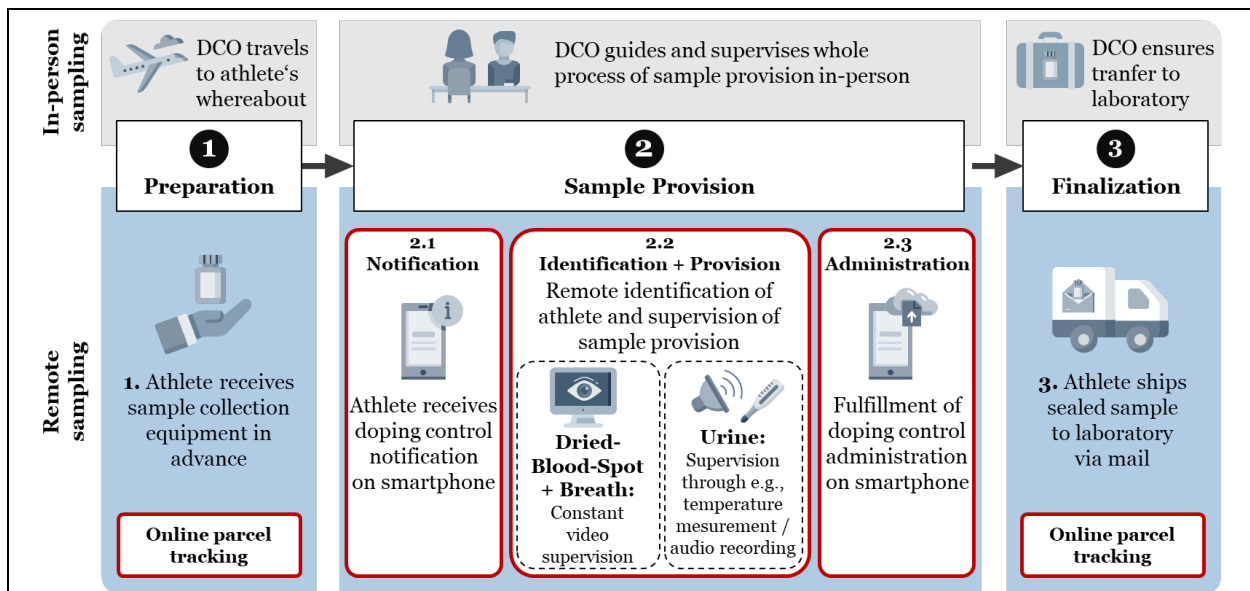 In-person
sampling
DCO travels
to athlete‘s
whereabout
DCO guides and supervises whole
process of sample provision in-person
DCO ensures
tranfer to
laboratory
1
Preparation
2
Sample Provision
3
Finalization
Remote
sampling
1. Athlete receives
sample collection
equipment in
advance
Online parcel
tracking
2.1
Notification
i
Athlete receives
doping control
notification
on smartphone
2.2
Identification + Provision
Remote identification of
athlete and supervision of
sample provision
Dried-
Blood-Spot
+ Breath:
Constant
video
supervision
Urine:
Supervision
through e.g.,
temperature
mesurement /
audio recording
2.3
Administration
Fulfillment of
doping control
administration
on smartphone
3. Athlete ships
sealed sample
to laboratory
via mail
Online parcel
tracking